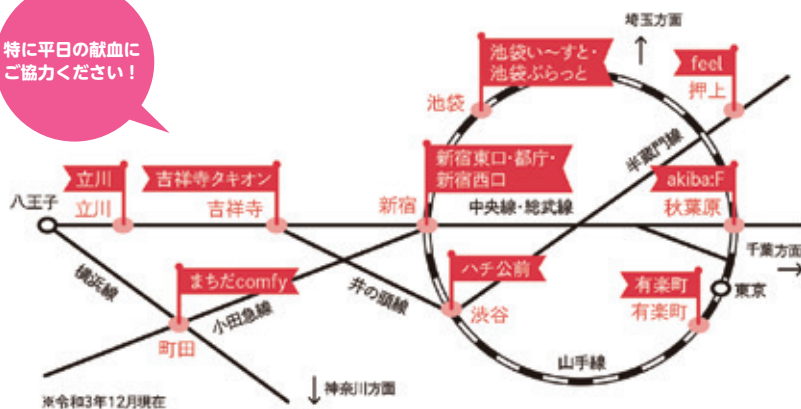 特に平日の献血に
ご協力ください！
埼玉方面
池袋い〜すと・
池袋ぷらっと
池袋
feel
押上
半蔵門線
新宿東口・都庁・
新宿西口
新宿
中央線・総武線
akiba:F
秋葉原
千葉方面
立川
立川
吉祥寺タキオン
吉祥寺
八王子
横浜線
まちだcomfy
町田
小田急線
井の頭線
ハチ公前
渋谷
有楽町
有楽町
東京
山手線
神奈川方面
※令和3年12月現在